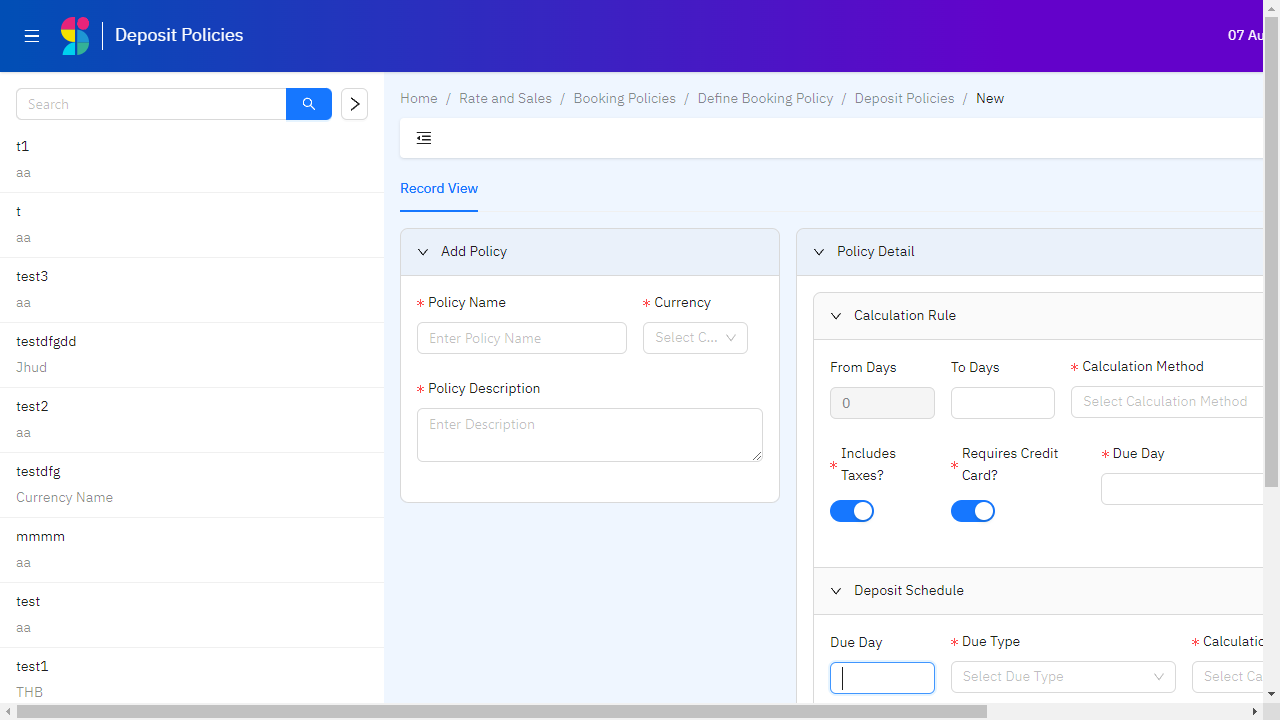 Deposit Policies
07 Au
Search
t1
aa
t
aa
test3
aa
testdfgdd
Jhud
test2
aa
testdfg
Currency Name
mmmm
aa
test
aa
test1
THB
Home / Rate and Sales / Booking Policies / Define Booking Policy / Deposit Policies / New
Record View
Add Policy
* Policy Name
* Currency
Enter Policy Name
Select C...
* Policy Description
Enter Description
Policy Detail
Calculation Rule
From Days
To Days
* Calculation Method
0
Select Calculation Method
* Includes Taxes?
* Requires Credit Card?
* Due Day
Deposit Schedule
Due Day
* Due Type
* Calculatio
Select Due Type
Select Ca